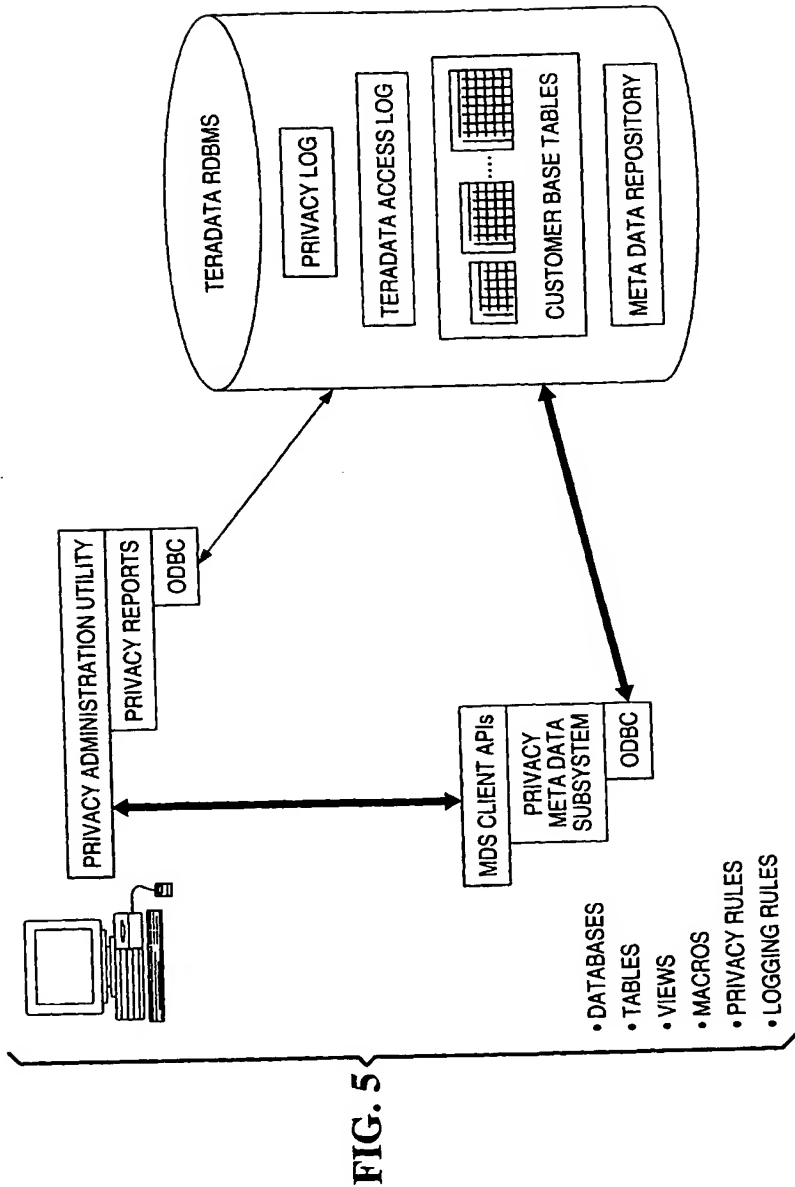 PRIVACY ADMINISTRATION UTILITY
PRIVACY REPORTS
ODBC
MDS CLIENT APIs
PRIVACY
META DATA
SUBSYSTEM
ODBC
• DATABASES
• TABLES
• VIEWS
• MACROS
• PRIVACY RULES
• LOGGING RULES
TERADATA RDBMS
PRIVACY LOG
TERADATA ACCESS LOG
CUSTOMER BASE TABLES
META DATA REPOSITORY
FIG. 5